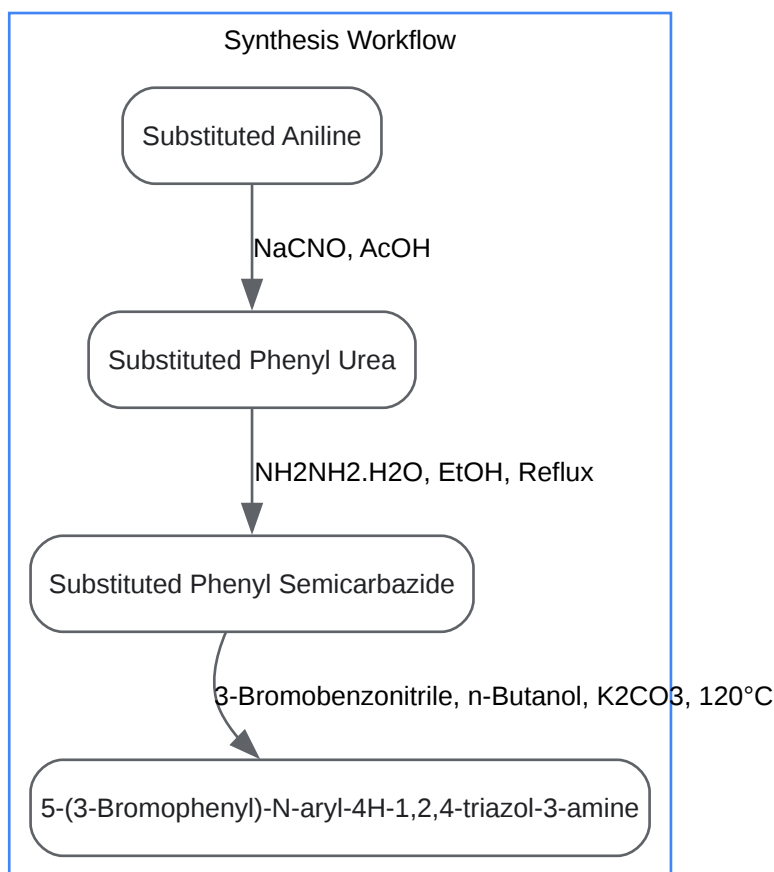 Synthesis Workflow
Substituted Aniline
NaCNO, AcOH
Substituted Phenyl Urea
NH2NH2.H2O, EtOH, Reflux
Substituted Phenyl Semicarbazide
3-Bromobenzonitrile, n-Butanol, K2CO3, 120°C
5-(3-Bromophenyl)-N-aryl-4H-1,2,4-triazol-3-amine